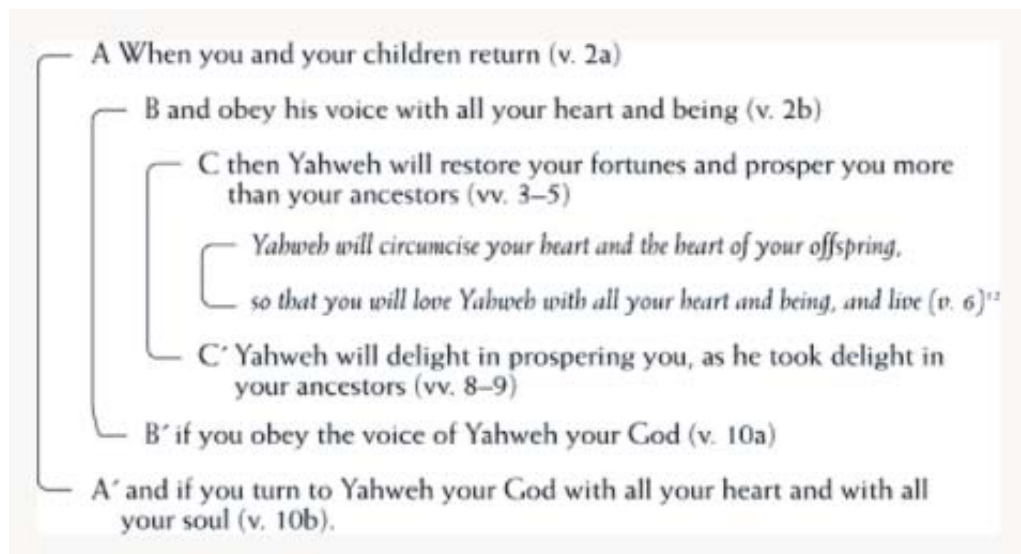 A When you and your children return (v. 2a)
B and obey his voice with all your heart and being (v. 2b)
C then Yahweh will restore your fortunes and prosper you more
than your ancestors (vv. 3–5)
Yahweh will circumcise your heart and the heart of your offspring,
so that you will love Yahweh with all your heart and being, and live (v. 6)¹²
C′ Yahweh will delight in prospering you, as he took delight in
your ancestors (vv. 8–9)
B′ if you obey the voice of Yahweh your God (v. 10a)
A′ and if you turn to Yahweh your God with all your heart and with all
your soul (v. 10b).